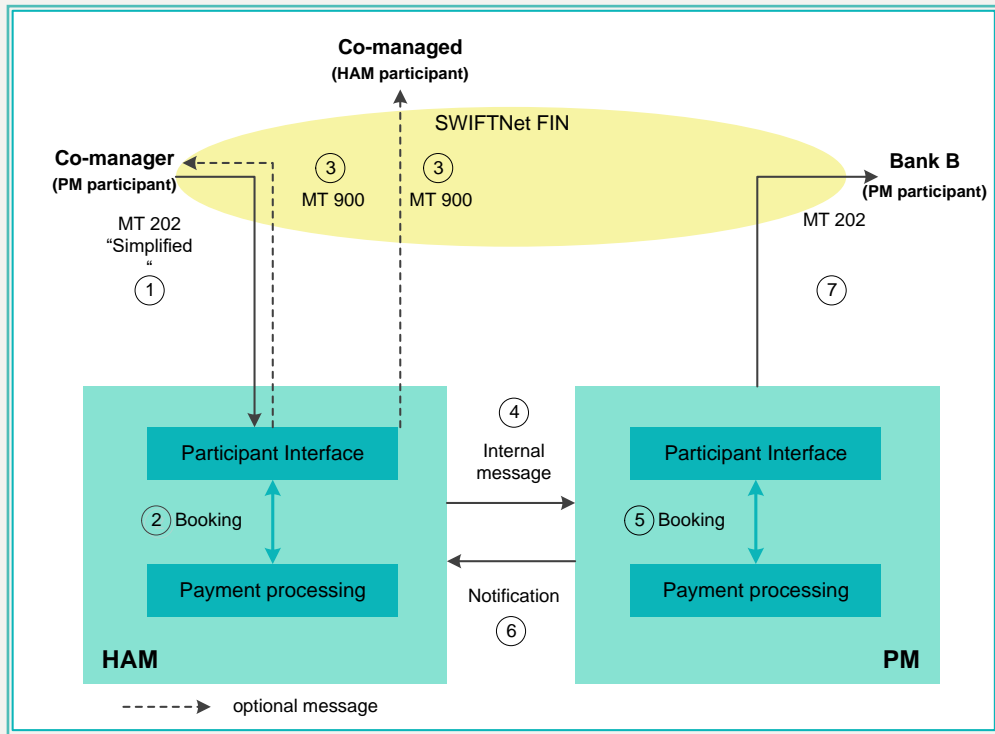 Co-managed
(HAM participant)
SWIFTNet FIN
Co-manager
(PM participant)
3
MT 900
3
MT 900
Bank B
(PM participant)
MT 202
“Simplified
“
1
MT 202
7
4
Internal
message
Participant Interface
Participant Interface
2 Booking
5 Booking
Payment processing
Payment processing
Notification
6
HAM
PM
optional message